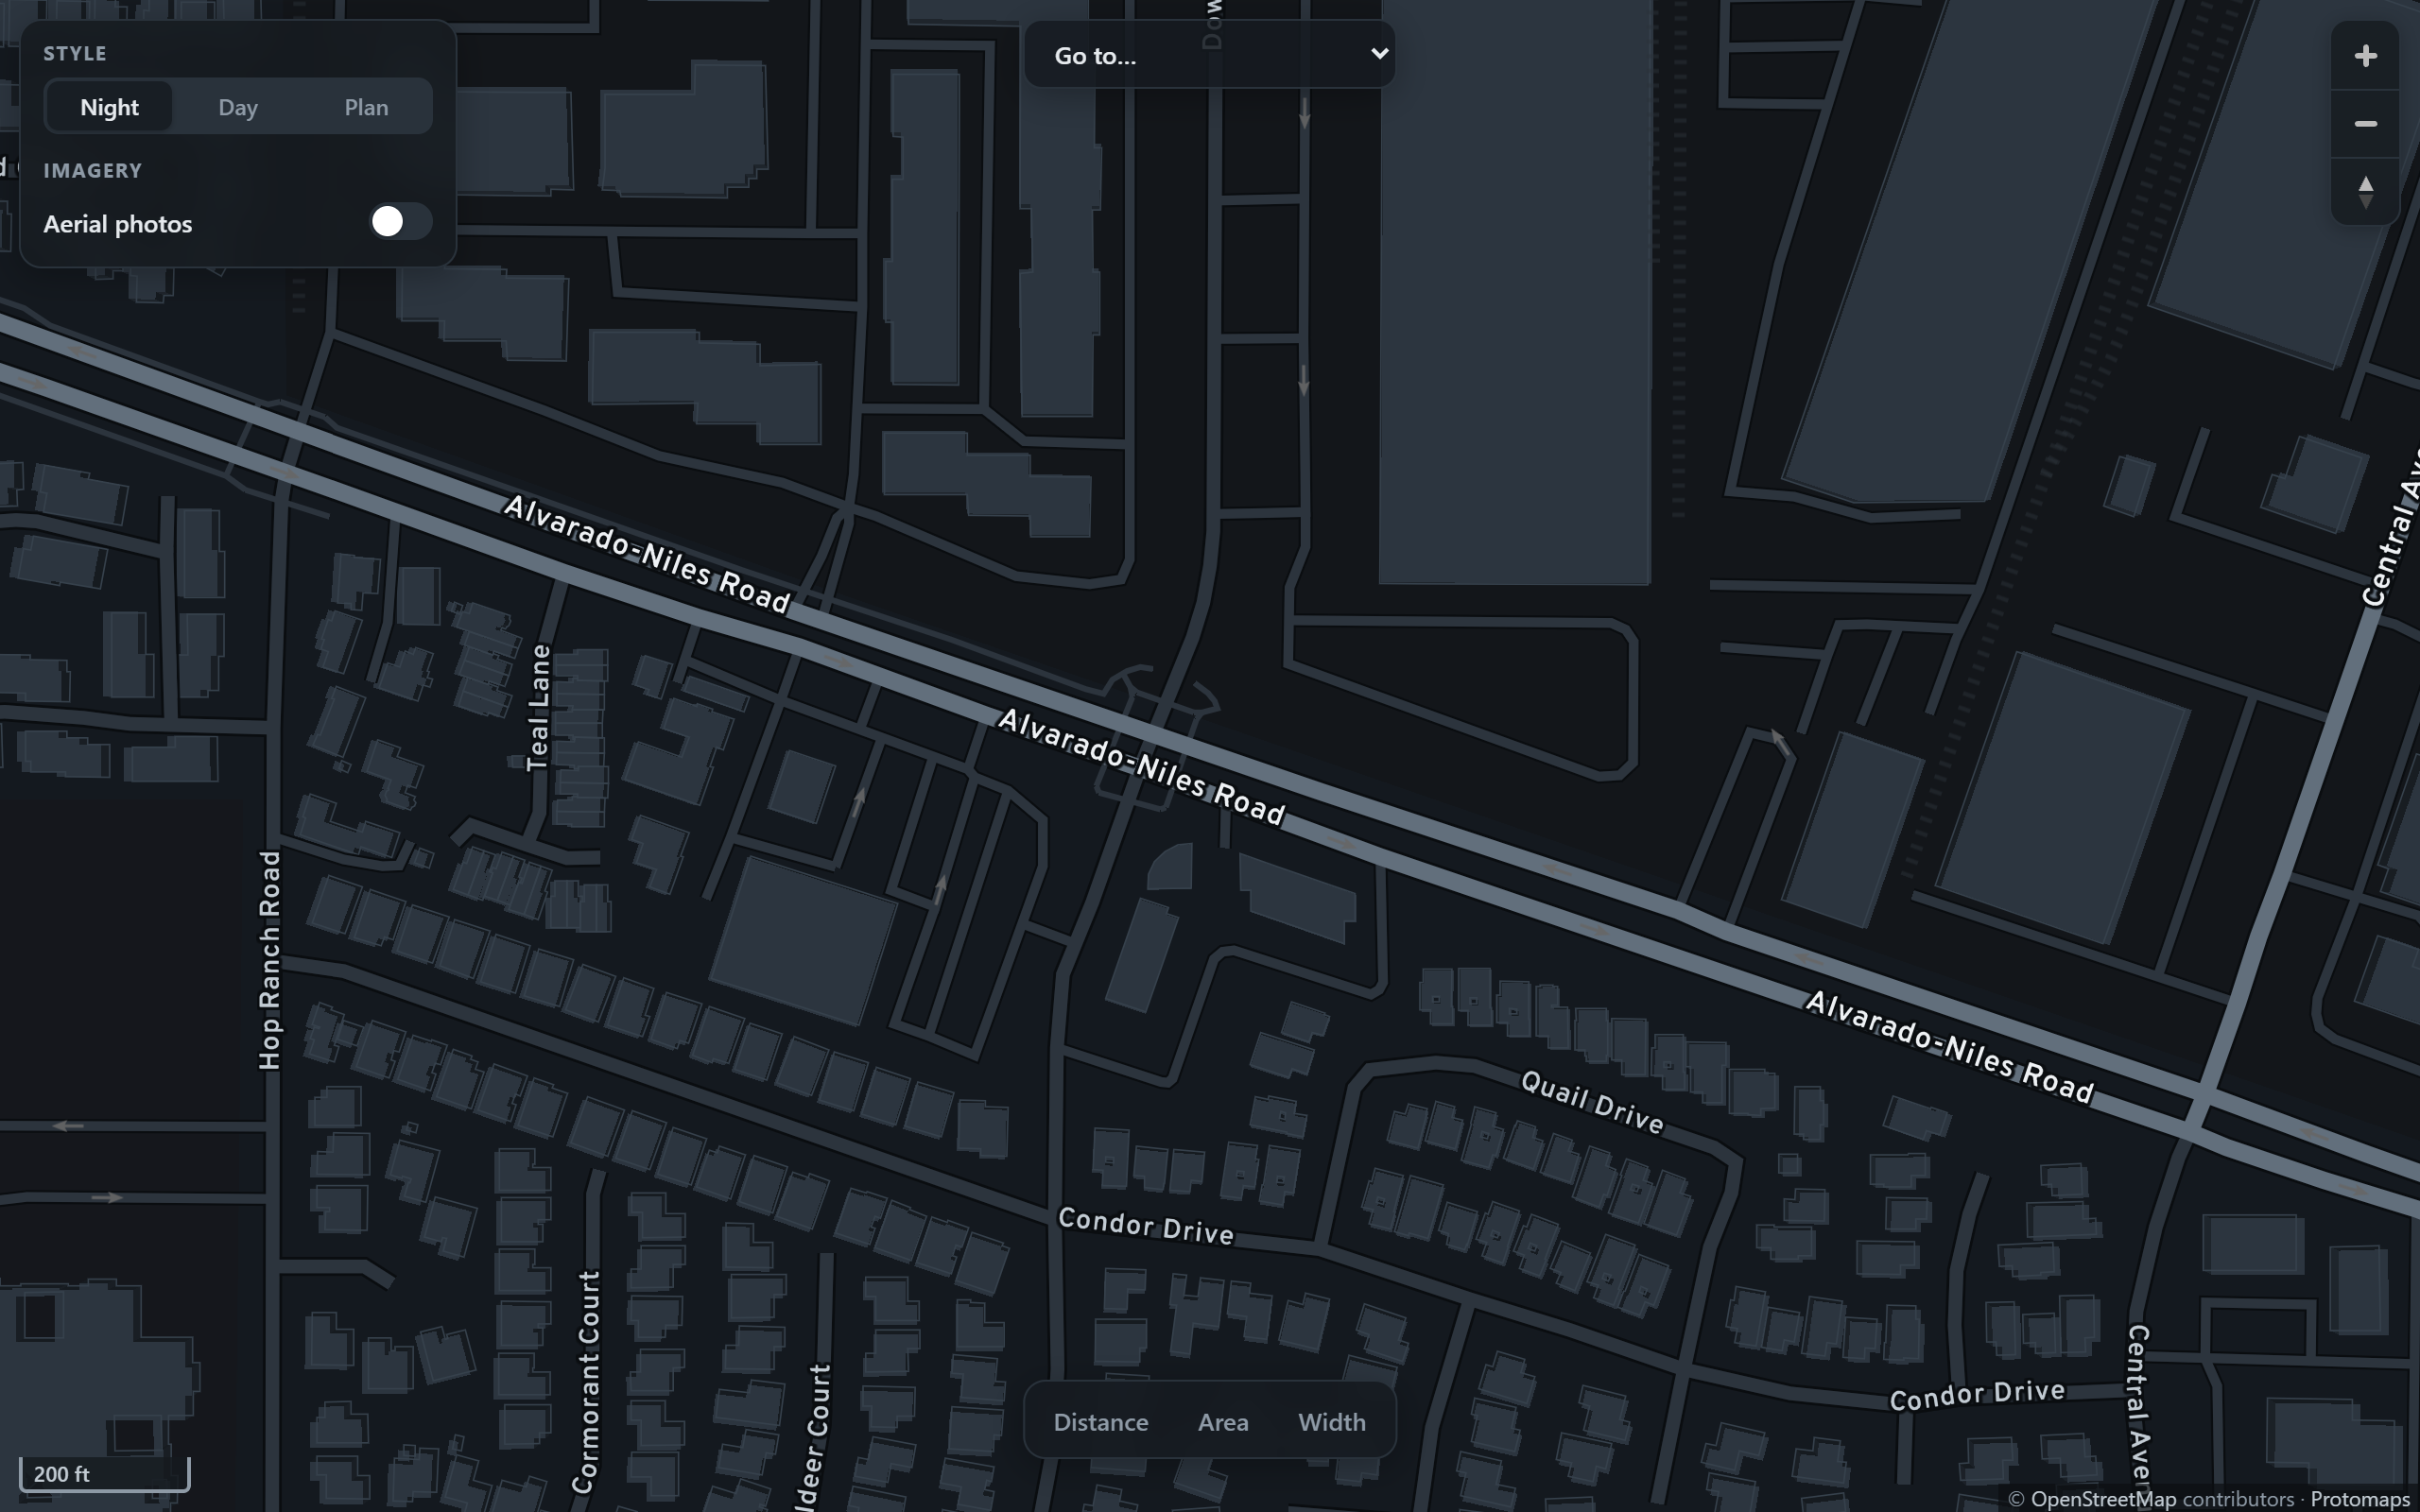 STYLE
Night
Day
Plan
IMAGERY
Aerial photos
Go to...
Alvarado-Niles Road
Central
Teal Lane
Alvarado-Niles Road
Hop Ranch Road
Alvarado-Niles Road
Quail Drive
Condor Drive
Cormorant Court
Court
Condor Drive
Central
Distance
Area
Width
200 ft
© OpenStreetMap contributors · Protomaps